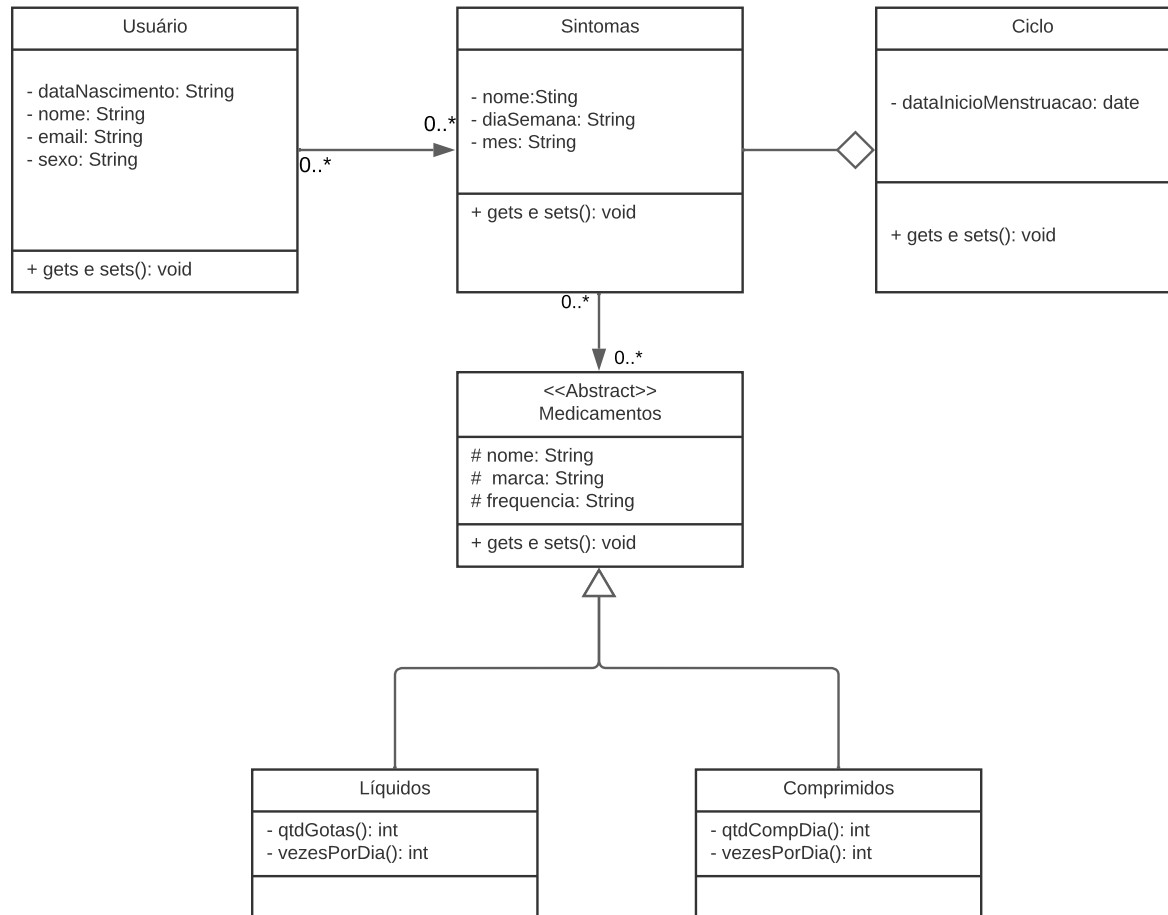 Usuário
- dataNascimento: String
- nome: String
- email: String
- sexo: String
+ gets e sets(): void
0..*
0..*
Sintomas
- nome:Sting
- diaSemana: String
- mes: String
+ gets e sets(): void
Ciclo
- dataInicioMenstruacao: date
+ gets e sets(): void
0..*
0..*
<<Abstract>>
Medicamentos
# nome: String
#  marca: String
# frequencia: String
+ gets e sets(): void
Líquidos
- qtdGotas(): int
- vezesPorDia(): int
Comprimidos
- qtdCompDia(): int
- vezesPorDia(): int